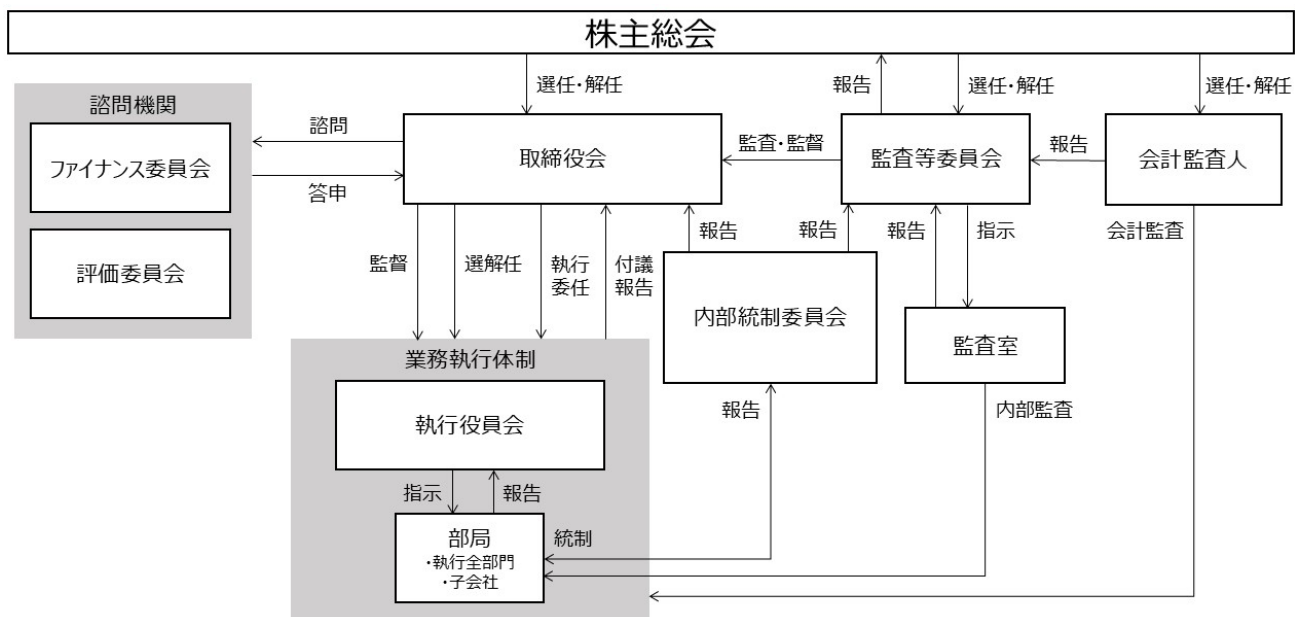 株主総会
選任・解任
報告
選任・解任
選任・解任
諮問機関
ファイナンス委員会
評価委員会
諮問
答申
取締役会
監査・監督
監査等委員会
報告
会計監査人
監督
選解任
執行
委任
付議
報告
報告
報告
報告
指示
会計監査
内部統制委員会
監査室
業務執行体制
執行役員会
報告
内部監査
指示
報告
部局
・執行全部門
・子会社
統制